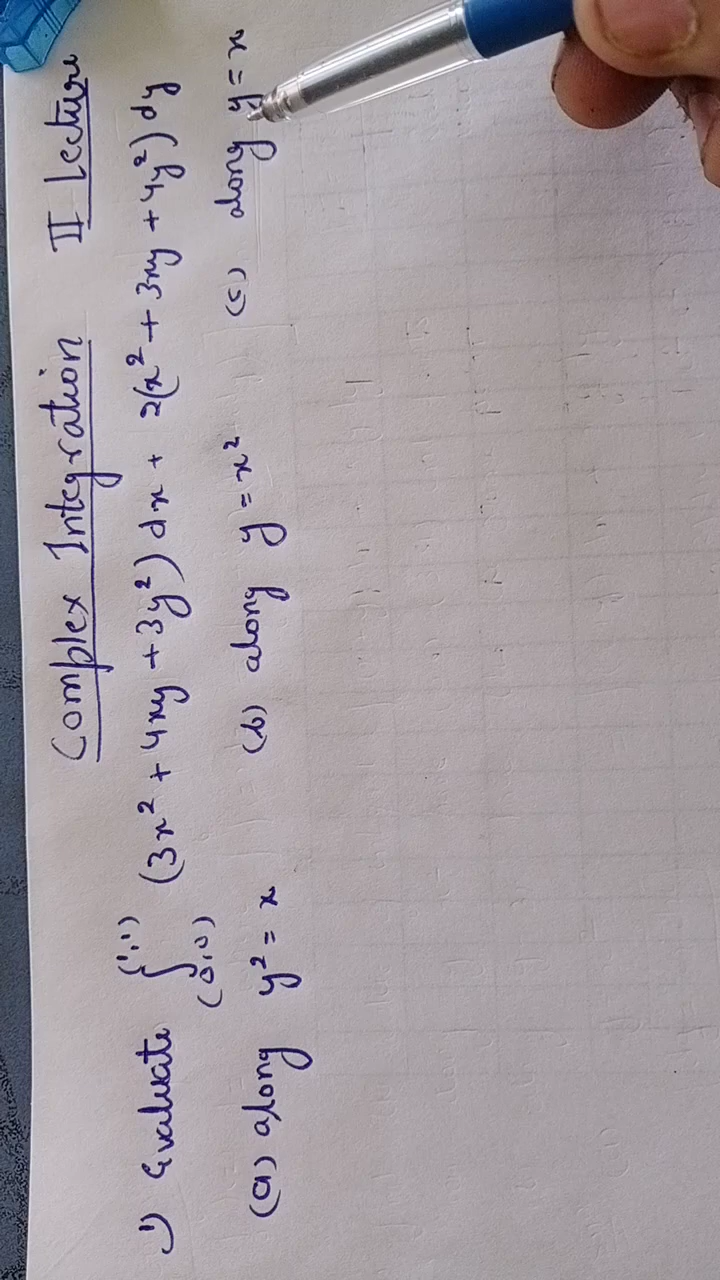 Complex Integration II Lecture
1) Evaluate ∫_(0,0)^(1,1) (3x² + 4xy + 3y²) dx + 2(x² + 3xy + 4y²) dy
(a) along y² = x (b) along y = x² (c) along y = x